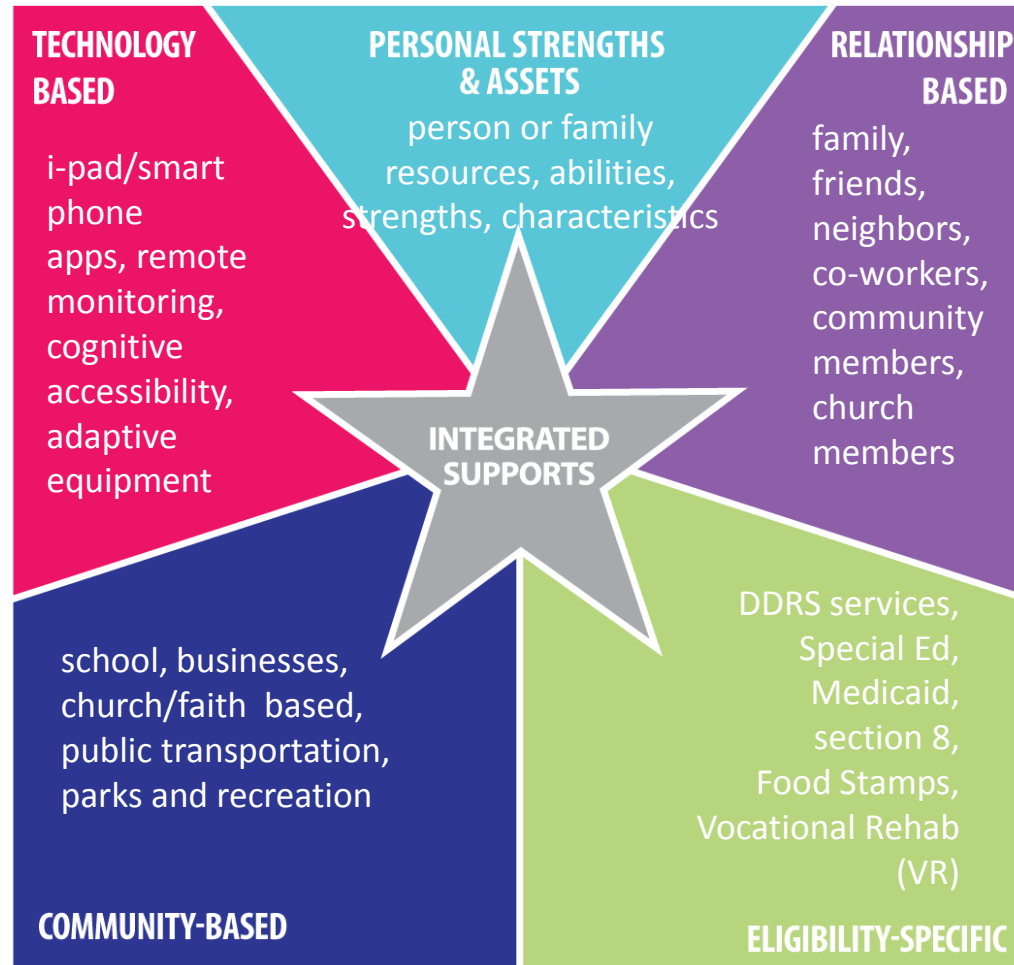 TECHNOLOGY
BASED
i-pad/smart
phone
apps, remote
monitoring,
cognitive
accessibility,
adaptive
equipment
PERSONAL STRENGTHS
& ASSETS
person or family
resources, abilities,
strengths, characteristics
RELATIONSHIP
BASED
family,
friends,
neighbors,
co-workers,
community
members,
church
members
INTEGRATED
SUPPORTS
school, businesses,
church/faith based,
public transportation,
parks and recreation
COMMUNITY-BASED
DDRS services,
Special Ed,
Medicaid,
section 8,
Food Stamps,
Vocational Rehab
(VR)
ELIGIBILITY-SPECIFIC